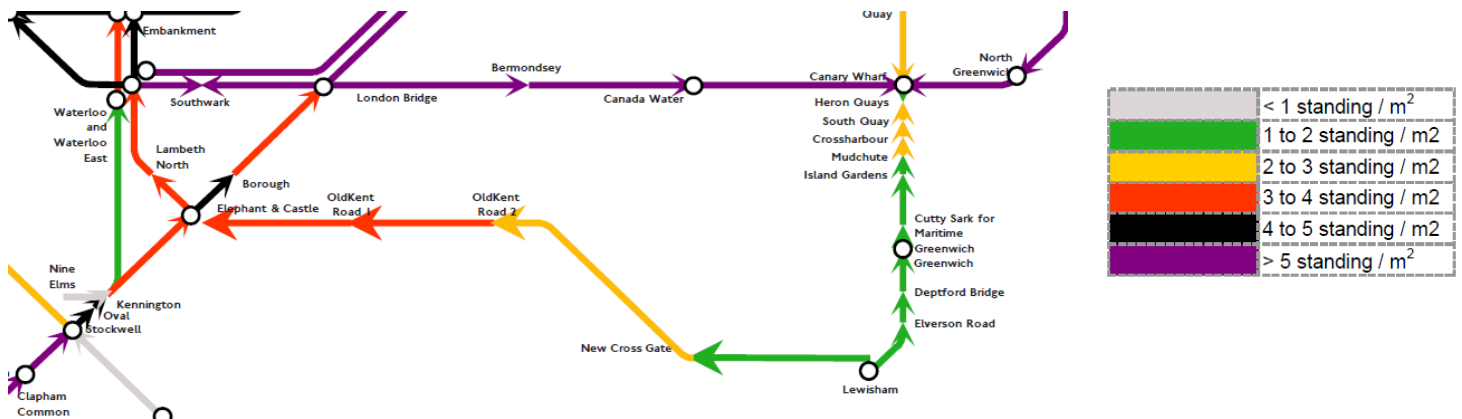 Embankment
Quay
Bermondsey
North
Greenwich
Canary Wharf
Southwark
London Bridge
Canada Water
Heron Quays
Waterloo
and
Waterloo
East
South Quay
Crossharbour
Lambeth
North
Mudchute
Island Gardens
Borough
Elephant & Castle
OldKent
Road 1
OldKent
Road 2
Cutty Sark for
Maritime
Greenwich
Greenwich
Nine
Elms
Kennington
Oval
Stockwell
Deptford Bridge
Elverson Road
New Cross Gate
Lewisham
Clapham
Common
< 1 standing / m²
1 to 2 standing / m2
2 to 3 standing / m2
3 to 4 standing / m2
4 to 5 standing / m2
> 5 standing / m²